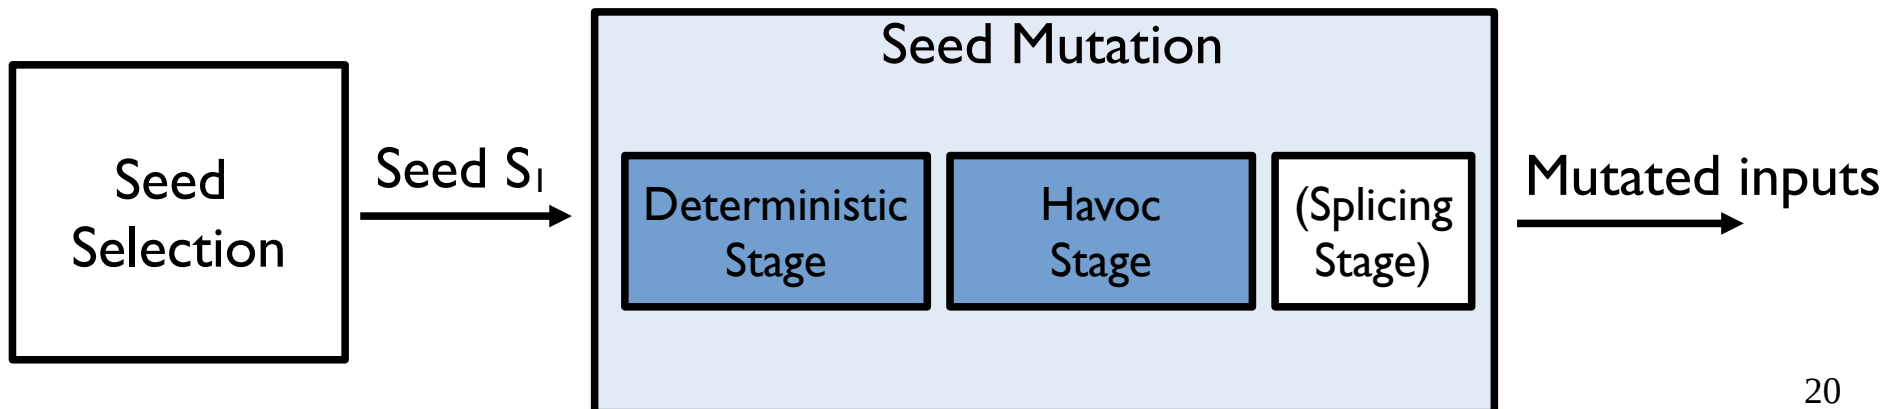 Seed Mutation
Seed
Selection
Seed S₁
Deterministic
Stage
Havoc
Stage
(Splicing
Stage)
Mutated inputs
20